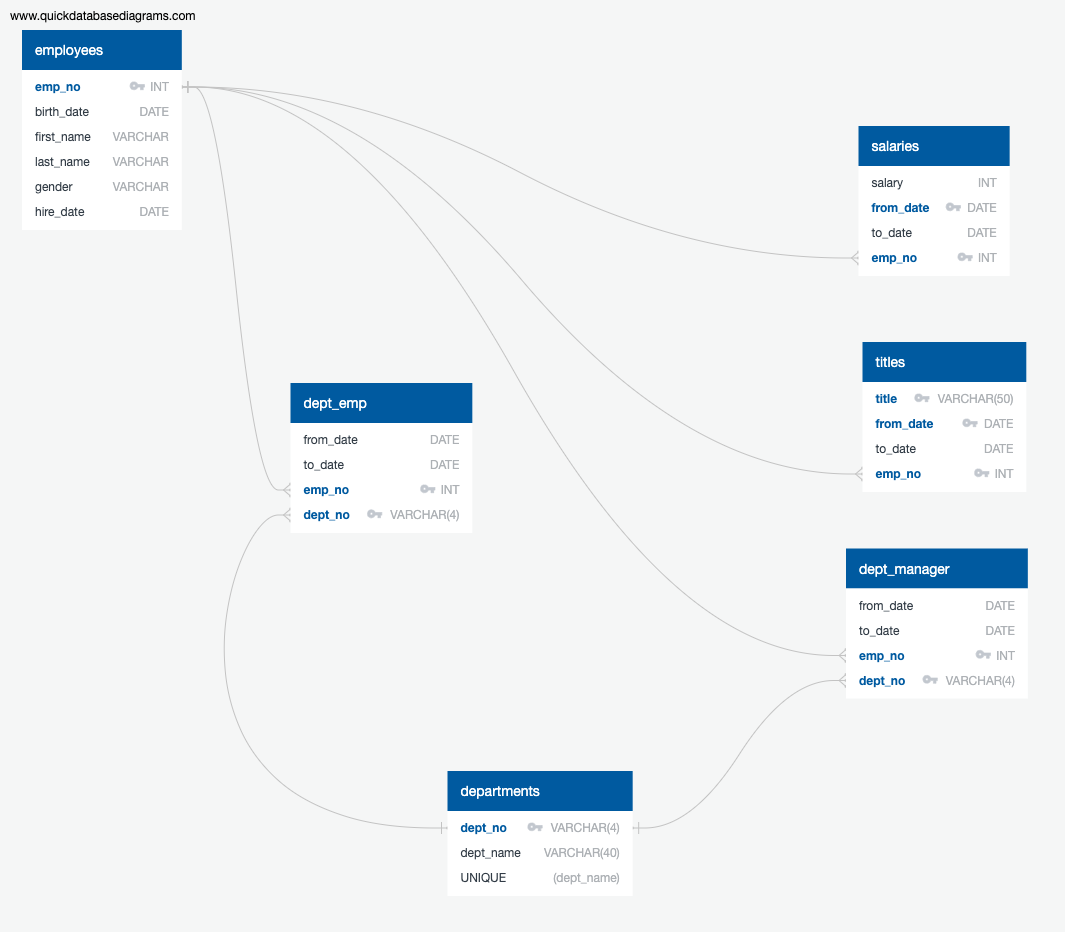 www.quickdatabasediagrams.com
employees
emp_no INT
birth_date DATE
first_name VARCHAR
last_name VARCHAR
gender VARCHAR
hire_date DATE
salaries
salary INT
from_date DATE
to_date DATE
emp_no INT
titles
title VARCHAR(50)
from_date DATE
to_date DATE
emp_no INT
dept_emp
from_date DATE
to_date DATE
emp_no INT
dept_no VARCHAR(4)
dept_manager
from_date DATE
to_date DATE
emp_no INT
dept_no VARCHAR(4)
departments
dept_no VARCHAR(4)
dept_name VARCHAR(40)
UNIQUE (dept_name)